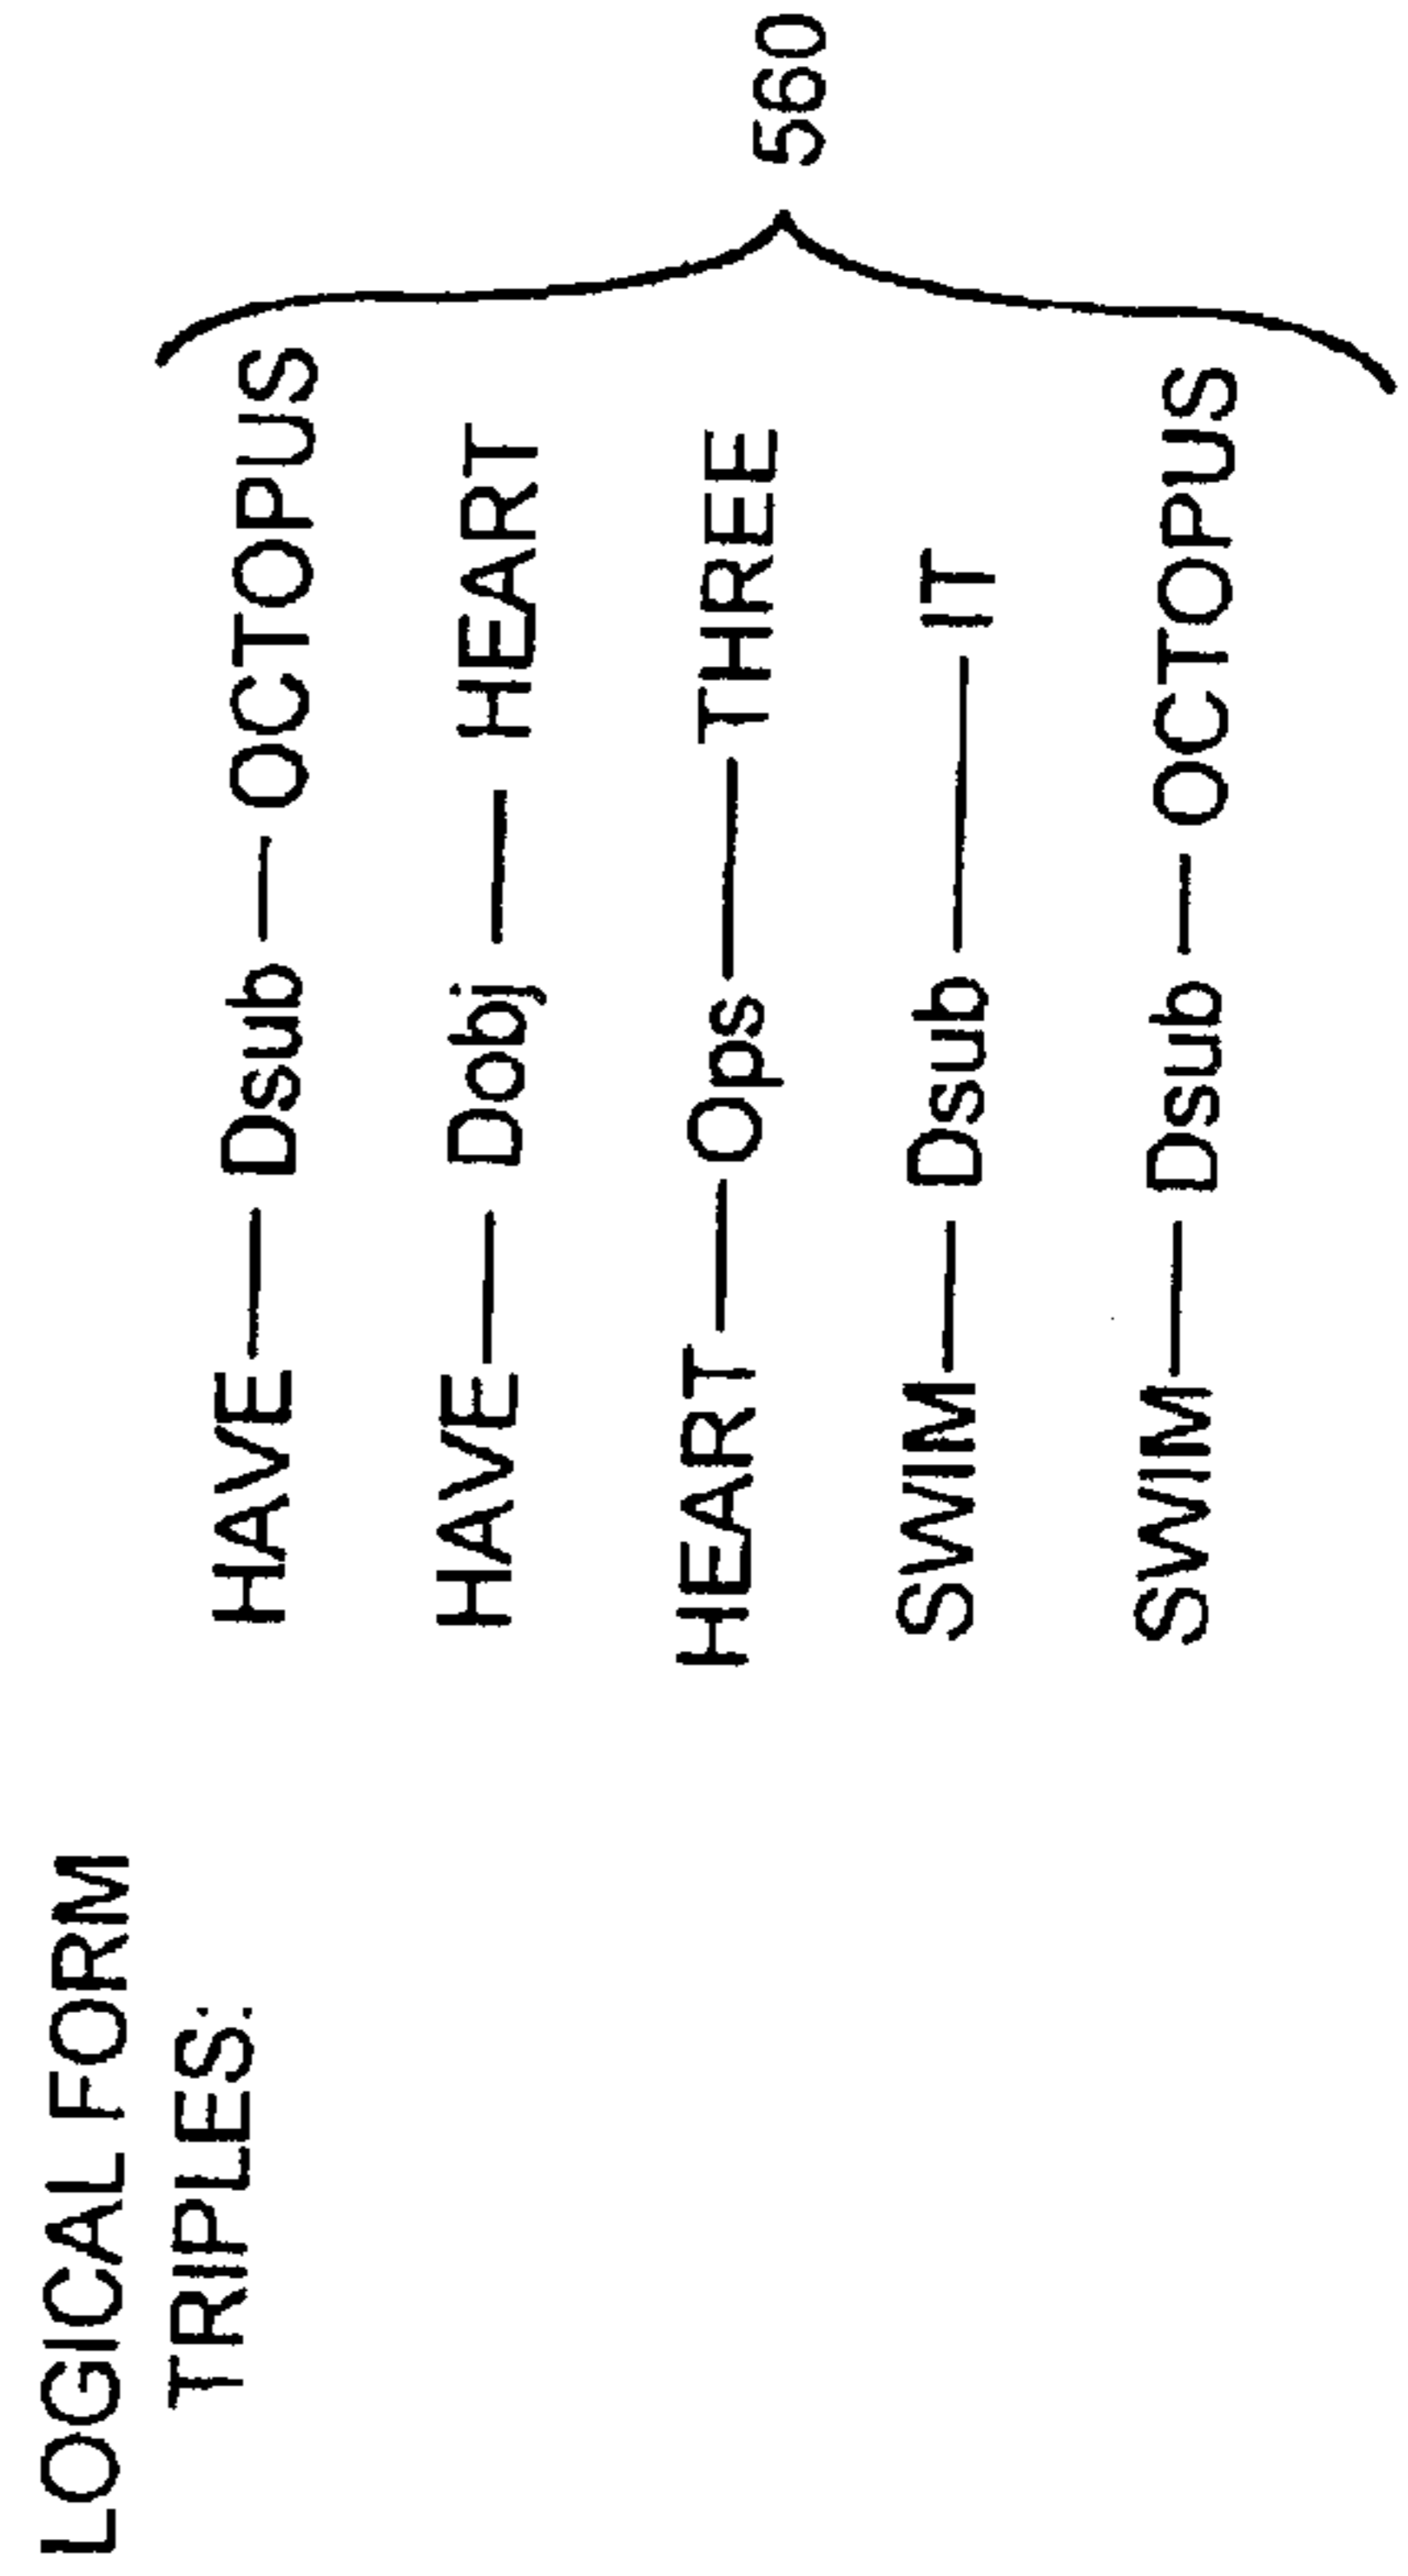 LOGICAL FORM
TRIPLES:
HAVE — Dsub — OCTOPUS
HAVE — Dobj — HEART
HEART — Ops — THREE
SWIM — Dsub — IT
SWIM — Dsub — OCTOPUS
560